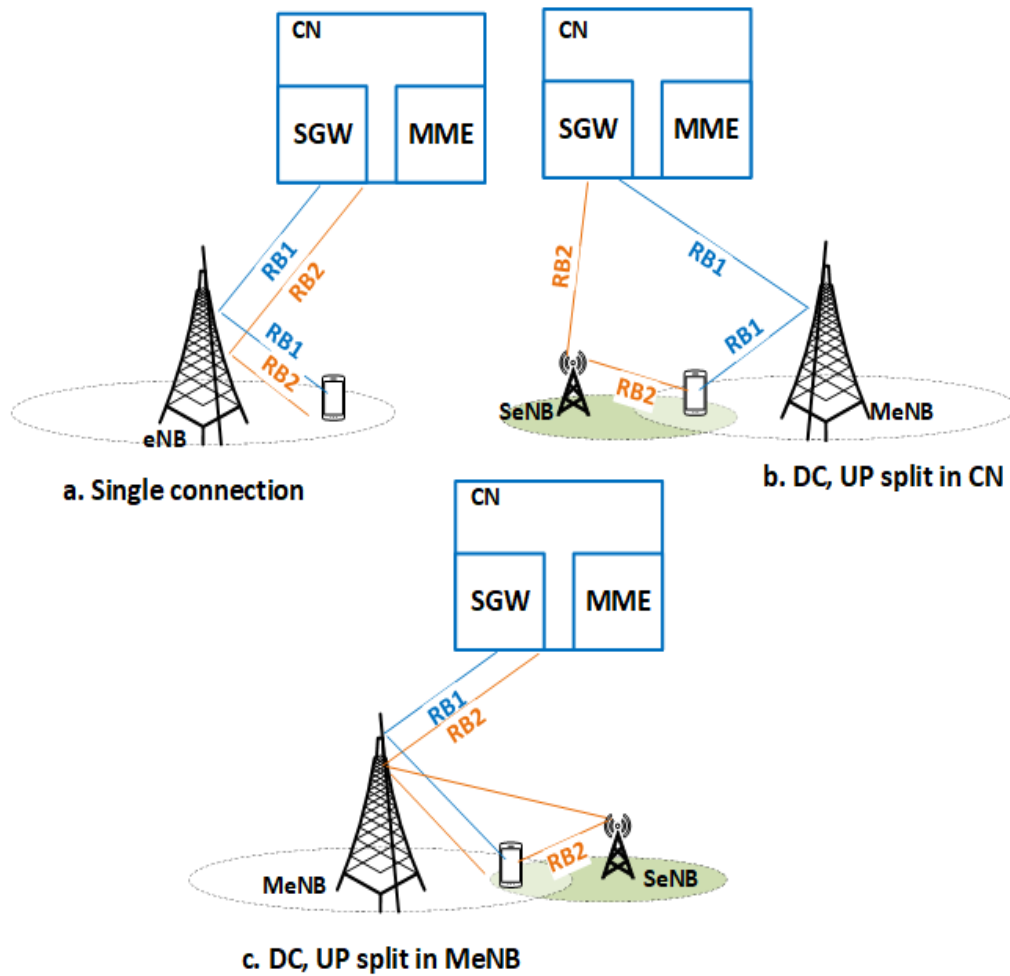 CN
SGW
MME
RB1
RB2
RB1
RB2
eNB
a. Single connection
CN
SGW
MME
RB2
RB1
RB1
RB2
SeNB
MeNB
b. DC, UP split in CN
CN
SGW
MME
RB1
RB2
RB2
MeNB
SeNB
c. DC, UP split in MeNB